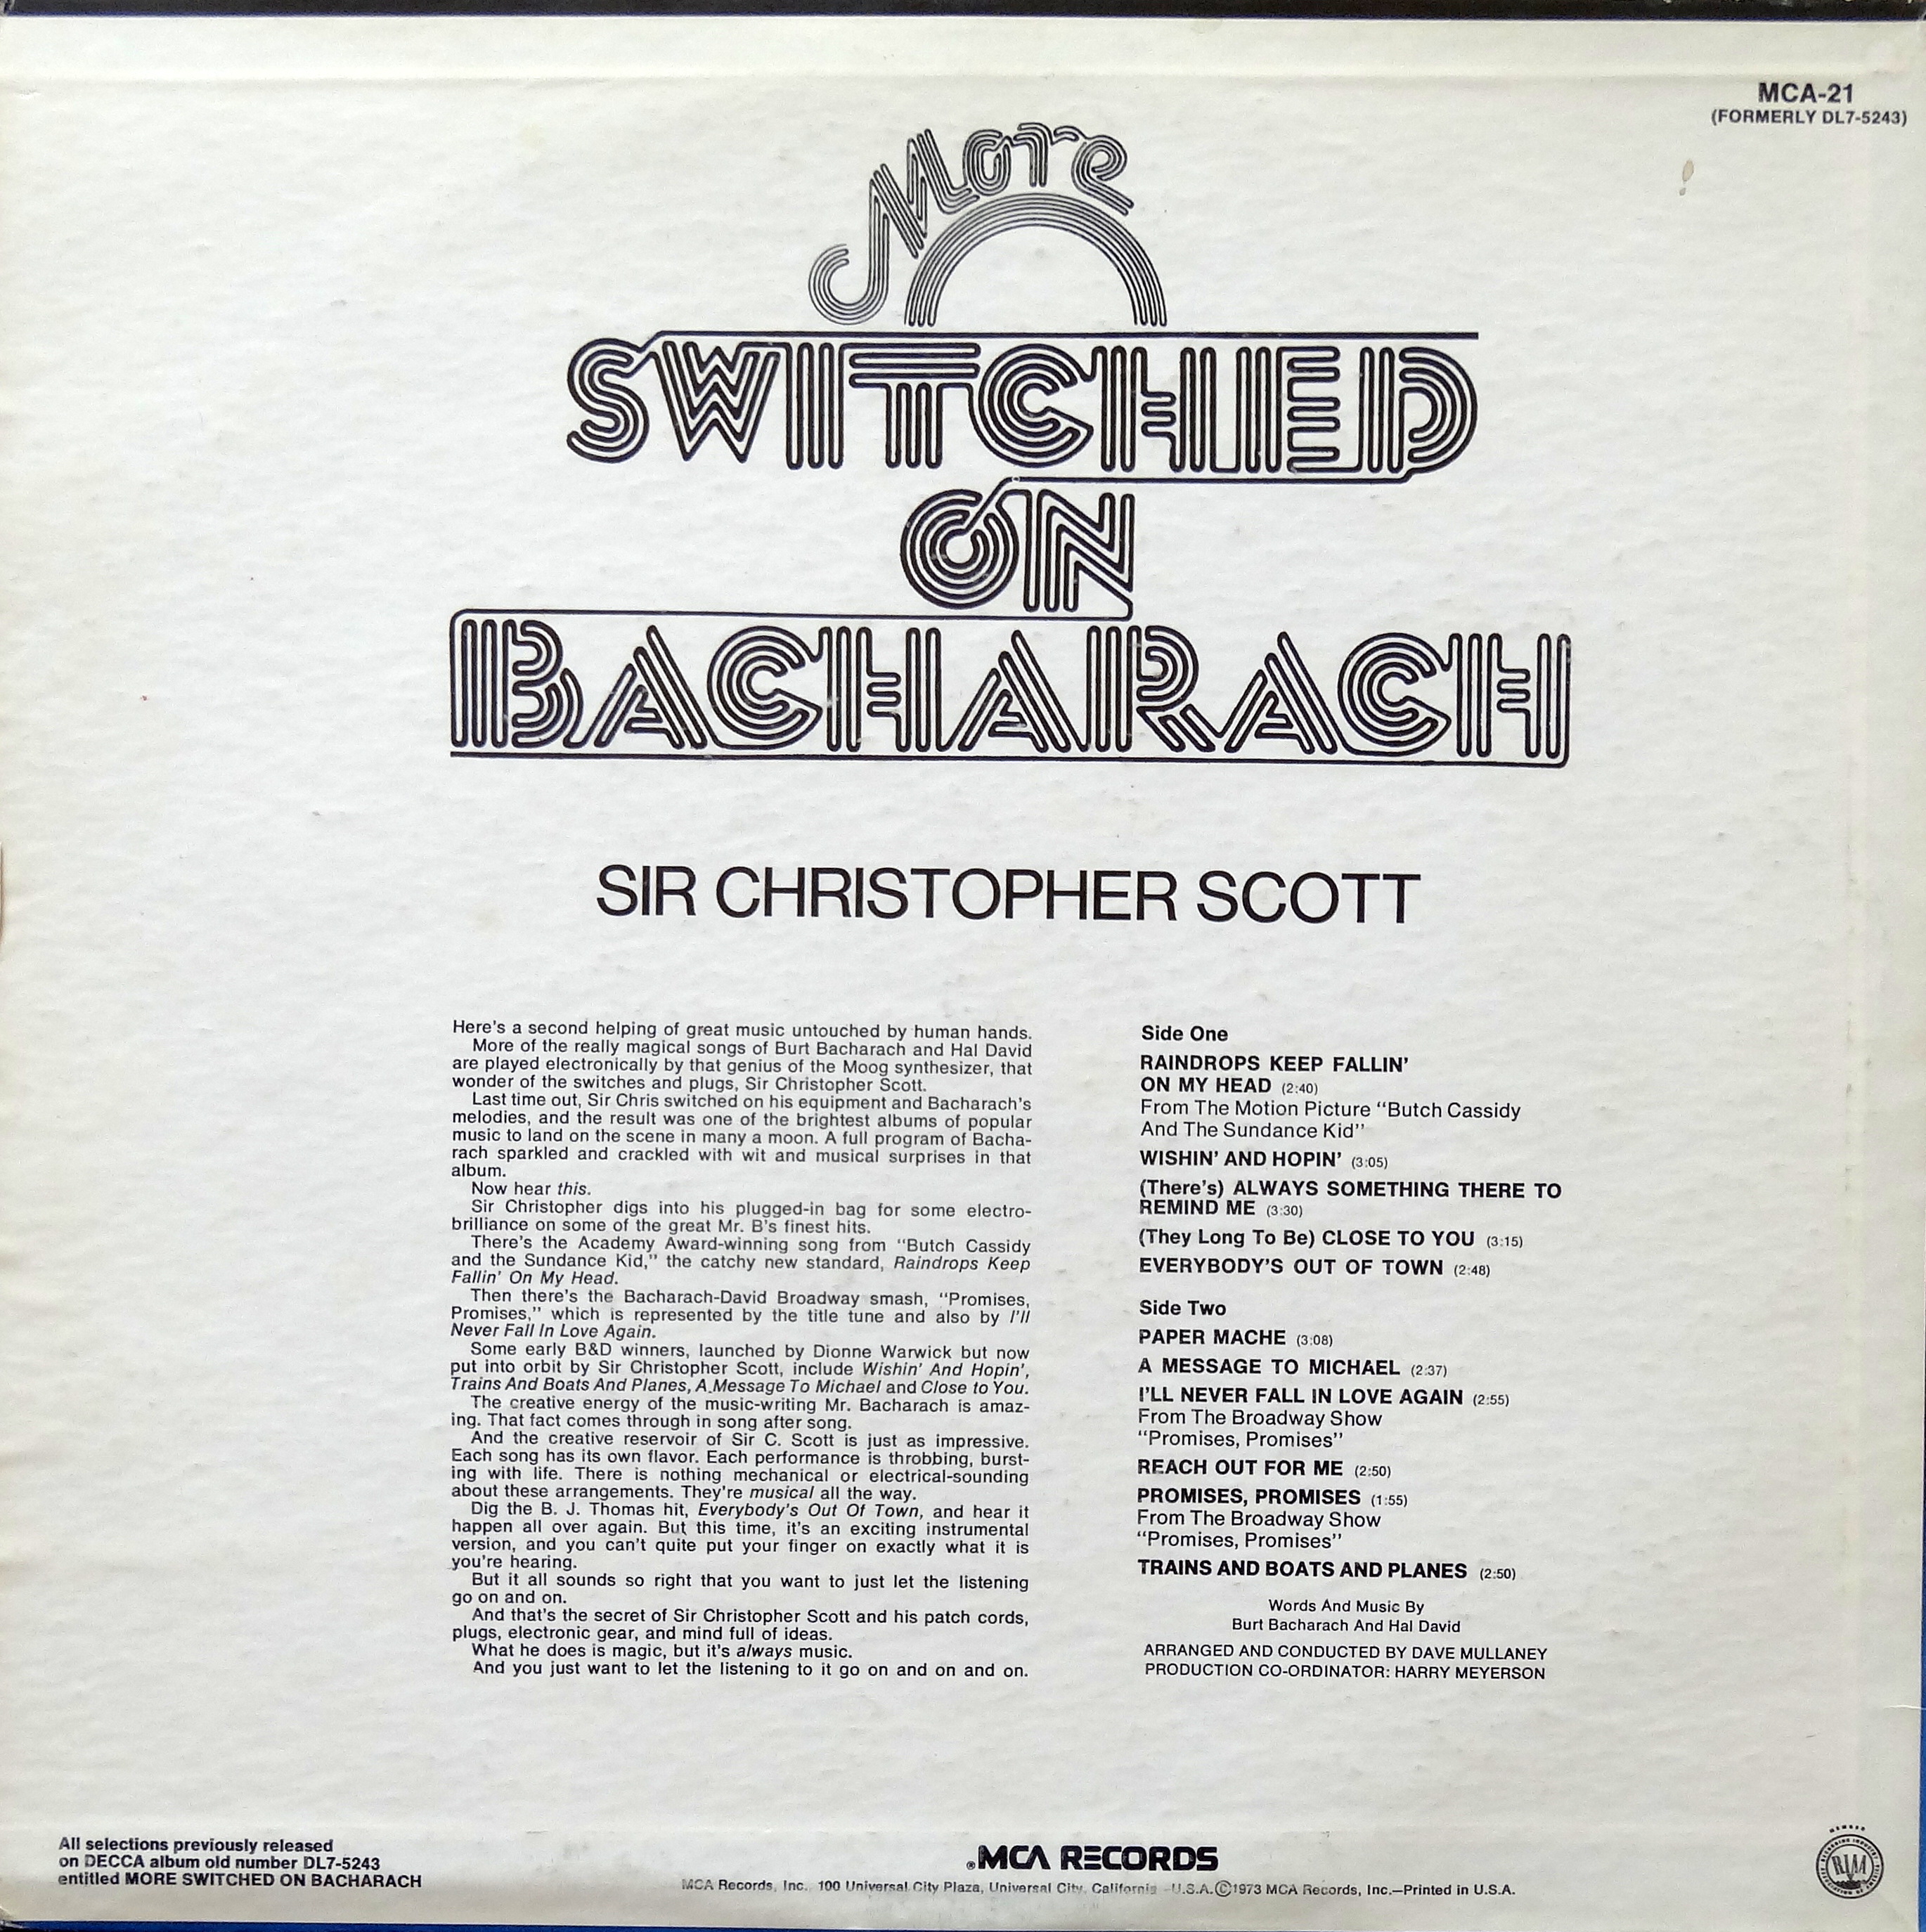 MCA-21
(FORMERLY DL7-5243)
More
SWITCHED
ON
BACHARACH
SIR CHRISTOPHER SCOTT
Here's a second helping of great music untouched by human hands.
More of the really magical songs of Burt Bacharach and Hal David
are played electronically by that genius of the Moog synthesizer, that
wonder of the switches and plugs, Sir Christopher Scott.
Last time out, Sir Chris switched on his equipment and Bacharach's
melodies, and the result was one of the brightest albums of popular
music to land on the scene in many a moon. A full program of Bacha-
rach sparkled and crackled with wit and musical surprises in that
album.
Now hear this.
Sir Christopher digs into his plugged-in bag for some electro-
brilliance on some of the great Mr. B's finest hits.
There's the Academy Award-winning song from "Butch Cassidy
and the Sundance Kid," the catchy new standard, Raindrops Keep
Fallin' On My Head.
Then there's the Bacharach-David Broadway smash, "Promises,
Promises," which is represented by the title tune and also by I'll
Never Fall In Love Again.
Some early B&D winners, launched by Dionne Warwick but now
put into orbit by Sir Christopher Scott, include Wishin' And Hopin',
Trains And Boats And Planes, A Message To Michael and Close to You.
The creative energy of the music-writing Mr. Bacharach is amaz-
ing. That fact comes through in song after song.
And the creative reservoir of Sir C. Scott is just as impressive.
Each song has its own flavor. Each performance is throbbing, burst-
ing with life. There is nothing mechanical or electrical-sounding
about these arrangements. They're musical all the way.
Dig the B. J. Thomas hit, Everybody's Out Of Town, and hear it
happen all over again. But this time, it's an exciting instrumental
version, and you can't quite put your finger on exactly what it is
you're hearing.
But it all sounds so right that you want to just let the listening
go on and on.
And that's the secret of Sir Christopher Scott and his patch cords,
plugs, electronic gear, and mind full of ideas.
What he does is magic, but it's always music.
And you just want to let the listening to it go on and on and on.
Side One
RAINDROPS KEEP FALLIN'
ON MY HEAD (2:40)
From The Motion Picture "Butch Cassidy
And The Sundance Kid"
WISHIN' AND HOPIN' (3:05)
(There's) ALWAYS SOMETHING THERE TO
REMIND ME (3:30)
(They Long To Be) CLOSE TO YOU (3:15)
EVERYBODY'S OUT OF TOWN (2:48)
Side Two
PAPER MACHE (3:08)
A MESSAGE TO MICHAEL (2:37)
I'LL NEVER FALL IN LOVE AGAIN (2:55)
From The Broadway Show
"Promises, Promises"
REACH OUT FOR ME (2:50)
PROMISES, PROMISES (1:55)
From The Broadway Show
"Promises, Promises"
TRAINS AND BOATS AND PLANES (2:50)
Words And Music By
Burt Bacharach And Hal David
ARRANGED AND CONDUCTED BY DAVE MULLANEY
PRODUCTION CO-ORDINATOR: HARRY MEYERSON
All selections previously released
on DECCA album old number DL7-5243
entitled MORE SWITCHED ON BACHARACH
MCA RECORDS
MCA Records, Inc., 100 Universal City Plaza, Universal City, California -U.S.A.©1973 MCA Records, Inc.—Printed in U.S.A.
MEMBER
RIAA